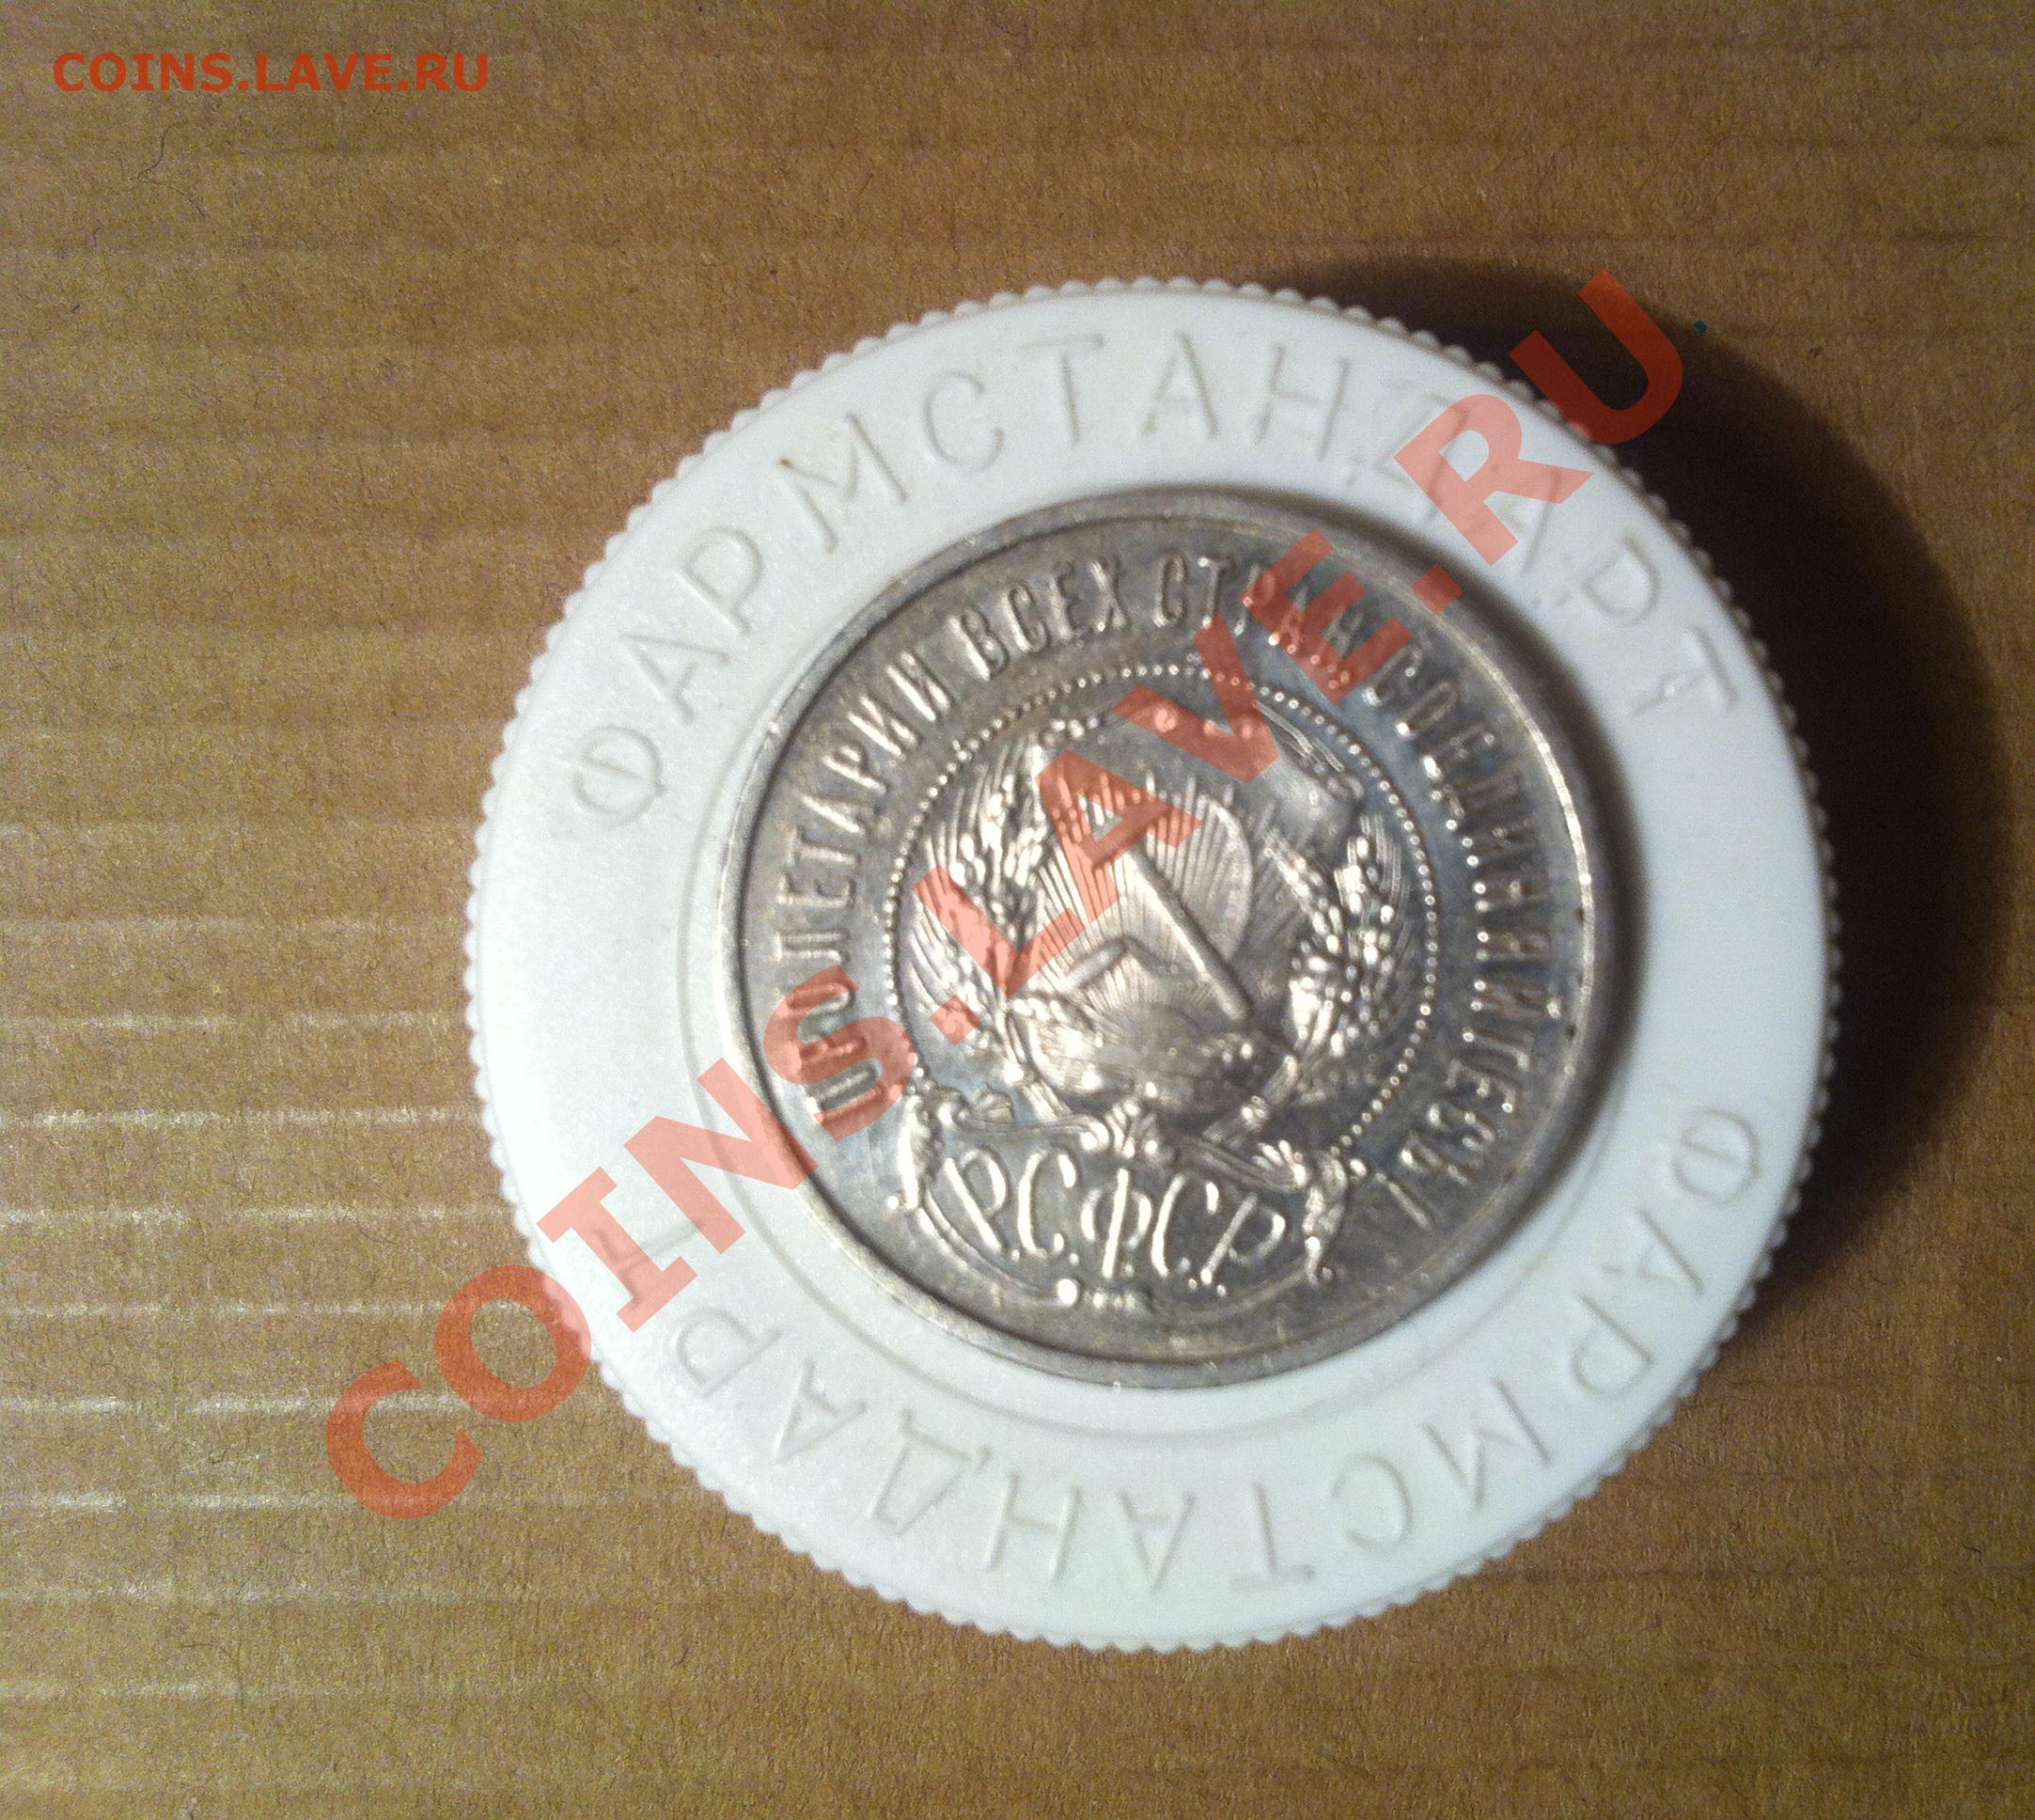 COINS.LAVE.RU
ФАРМСТАНДАРТ
ПРОЛЕТАРИИ ВСЕХ СТРАН СОЕДИНЯЙТЕСЬ!
Р.С.Ф.С.Р.
ФАРМСТАНДАРТ
COINS.LAVE.RU